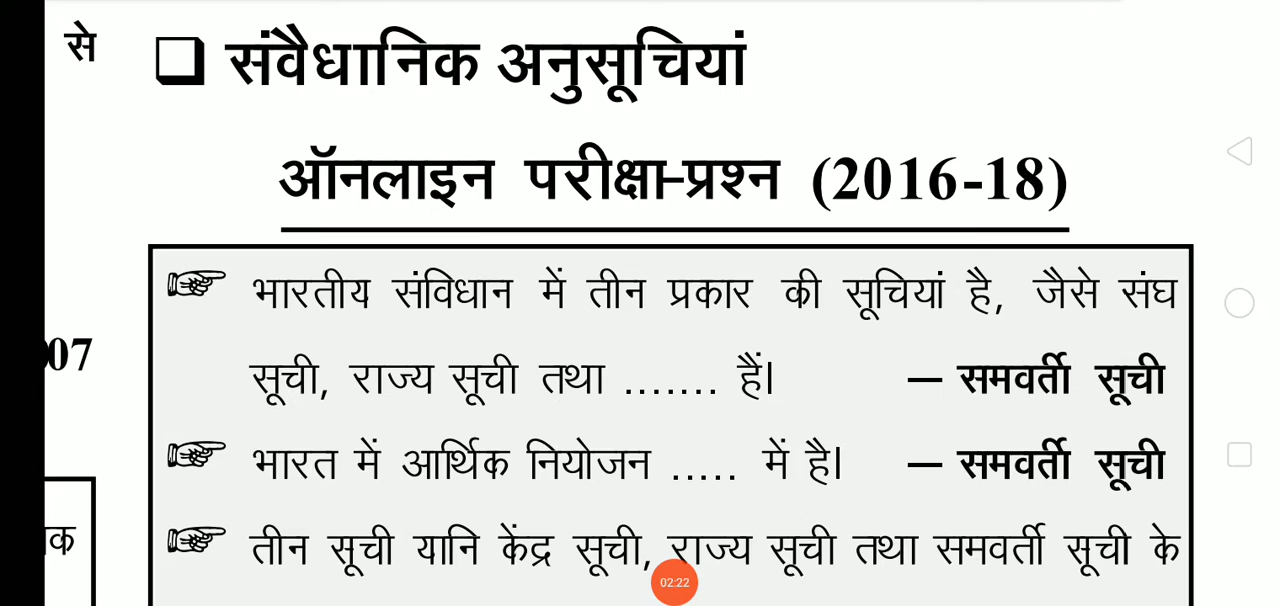 से
❑ संवैधानिक अनुसूचियां
ऑनलाइन परीक्षा-प्रश्न (2016-18)
☞ भारतीय संविधान में तीन प्रकार की सूचियां है, जैसे संघ
सूची, राज्य सूची तथा ....... हैं। — समवर्ती सूची
07
☞ भारत में आर्थिक नियोजन ..... में है। — समवर्ती सूची
☞ तीन सूची यानि केंद्र सूची, राज्य सूची तथा समवर्ती सूची के
क
02:22